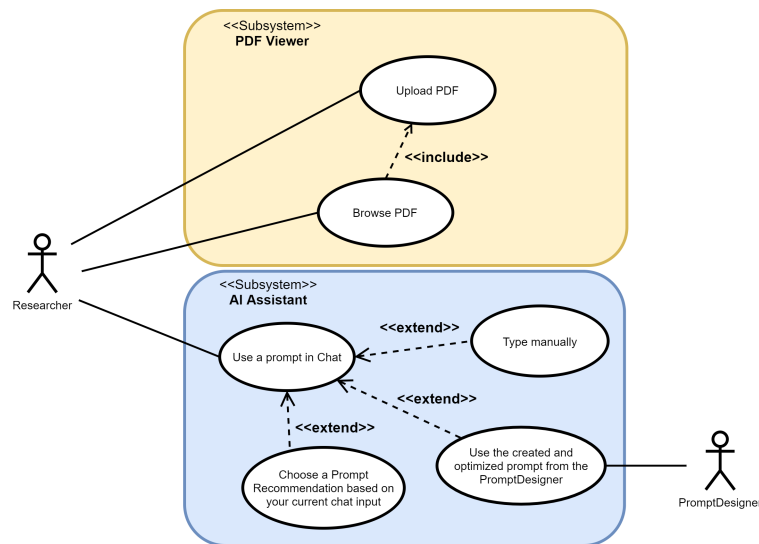 <<Subsystem>>
PDF Viewer
Upload PDF
<<include>>
Browse PDF
Researcher
<<Subsystem>>
AI Assistant
<<extend>>
Type manually
Use a prompt in Chat
<<extend>>
<<extend>>
Choose a Prompt
Recommendation based on
your current chat input
Use the created and
optimized prompt from the
PromptDesigner
PromptDesigner